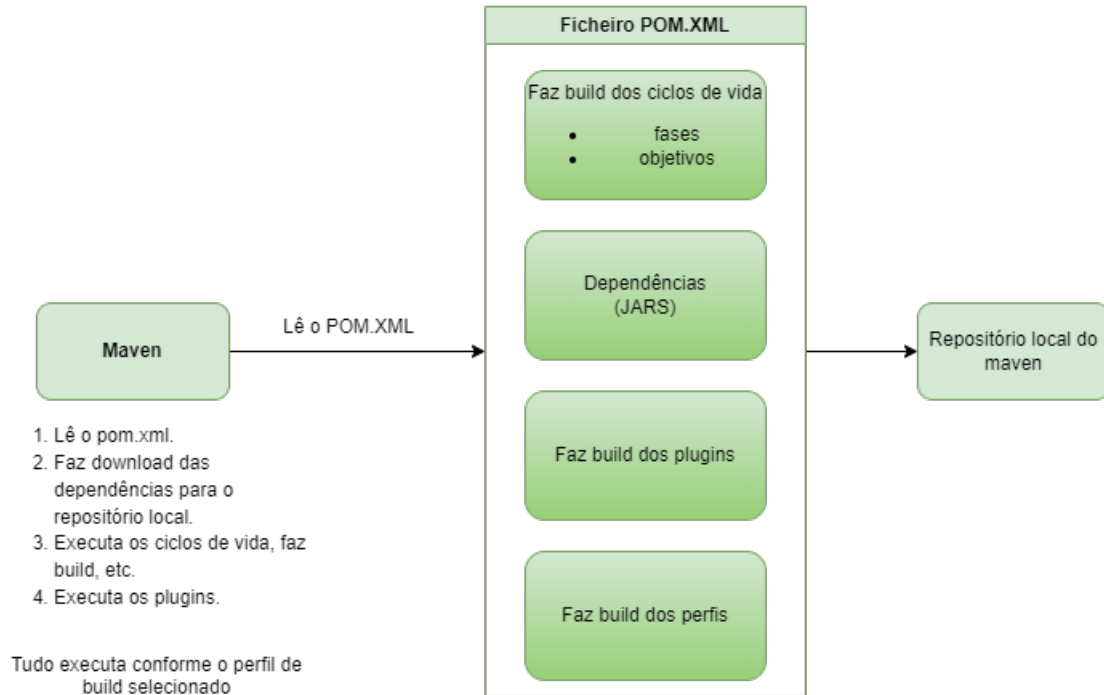 Ficheiro POM.XML
Faz build dos ciclos de vida
• fases
• objetivos
Dependências
(JARS)
Faz build dos plugins
Faz build dos perfis
Maven
Lê o POM.XML
Repositório local do
maven
1. Lê o pom.xml.
2. Faz download das
dependências para o
repositório local.
3. Executa os ciclos de vida, faz
build, etc.
4. Executa os plugins.
Tudo executa conforme o perfil de
build selecionado